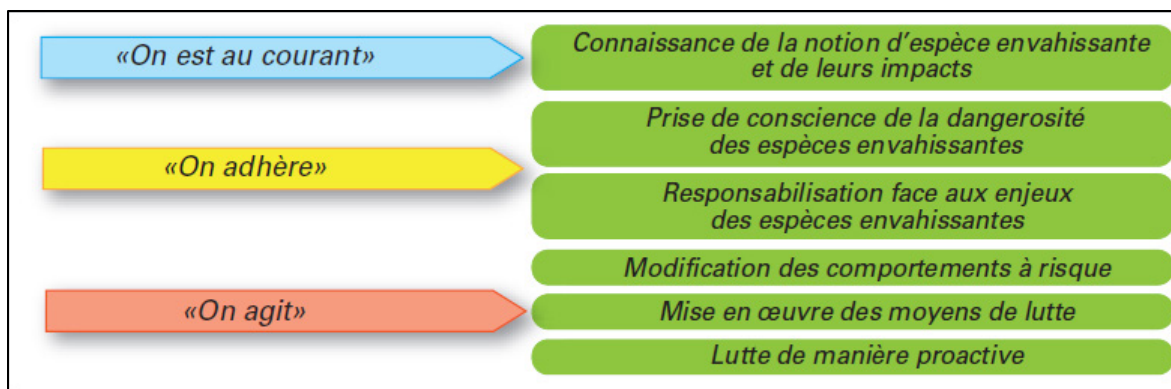 «On est au courant»
Connaissance de la notion d'espèce envahissante
et de leurs impacts
«On adhère»
Prise de conscience de la dangerosité
des espèces envahissantes
Responsabilisation face aux enjeux
des espèces envahissantes
«On agit»
Modification des comportements à risque
Mise en œuvre des moyens de lutte
Lutte de manière proactive